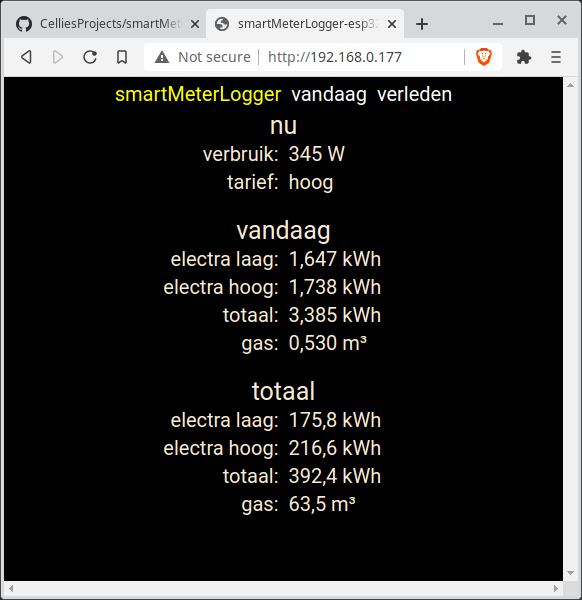 CelliesProjects/smartMet
smartMeterLogger-esp32
Not secure | http://192.168.0.177
smartMeterLogger vandaag verleden
nu
verbruik: 345 W
tarief: hoog
vandaag
electra laag: 1,647 kWh
electra hoog: 1,738 kWh
totaal: 3,385 kWh
gas: 0,530 m³
totaal
electra laag: 175,8 kWh
electra hoog: 216,6 kWh
totaal: 392,4 kWh
gas: 63,5 m³